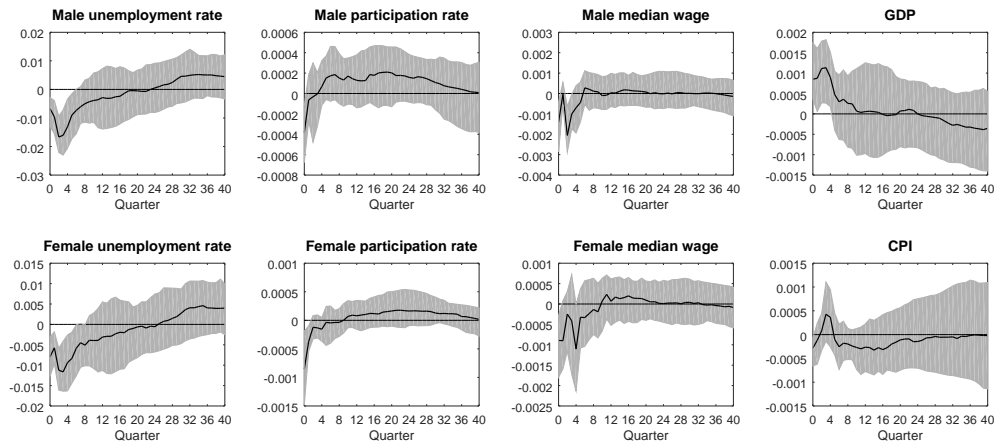 Male unemployment rate
0.02
0.01
0
-0.01
-0.02
-0.03
0 4 8 12 16 20 24 28 32 36 40
Quarter
Male participation rate
0.0006
0.0004
0.0002
0
-0.0002
-0.0004
-0.0006
-0.0008
0 4 8 12 16 20 24 28 32 36 40
Quarter
Male median wage
0.003
0.002
0.001
0
-0.001
-0.002
-0.003
-0.004
0 4 8 12 16 20 24 28 32 36 40
Quarter
GDP
0.002
0.0015
0.001
0.0005
0
-0.0005
-0.001
-0.0015
0 4 8 12 16 20 24 28 32 36 40
Quarter
Female unemployment rate
0.015
0.01
0.005
0
-0.005
-0.01
-0.015
-0.02
0 4 8 12 16 20 24 28 32 36 40
Quarter
Female participation rate
0.001
0.0005
0
-0.0005
-0.001
-0.0015
0 4 8 12 16 20 24 28 32 36 40
Quarter
Female median wage
0.001
0.0005
0
-0.0005
-0.001
-0.0015
-0.002
-0.0025
0 4 8 12 16 20 24 28 32 36 40
Quarter
CPI
0.0015
0.001
0.0005
0
-0.0005
-0.001
-0.0015
0 4 8 12 16 20 24 28 32 36 40
Quarter